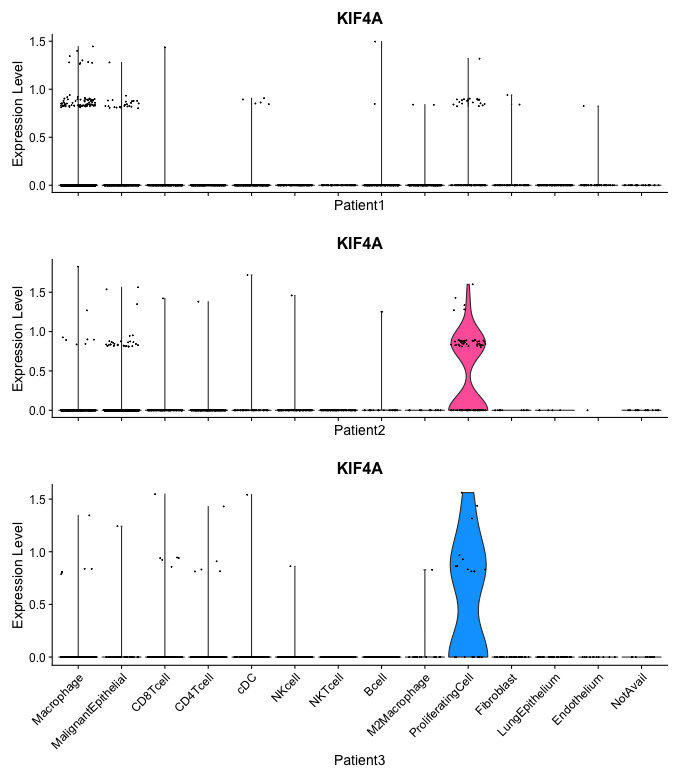 KIF4A
Expression Level
1.5
1.0
0.5
0.0
Patient1
KIF4A
Expression Level
1.5
1.0
0.5
0.0
Patient2
KIF4A
Expression Level
1.5
1.0
0.5
0.0
Macrophage
MalignantEpithelial
CD8Tcell
CD4Tcell
cDC
NKcell
NKTcell
Bcell
M2Macrophage
ProliferatingCell
Fibroblast
LungEpithelium
Endothelium
NotAvail
Patient3